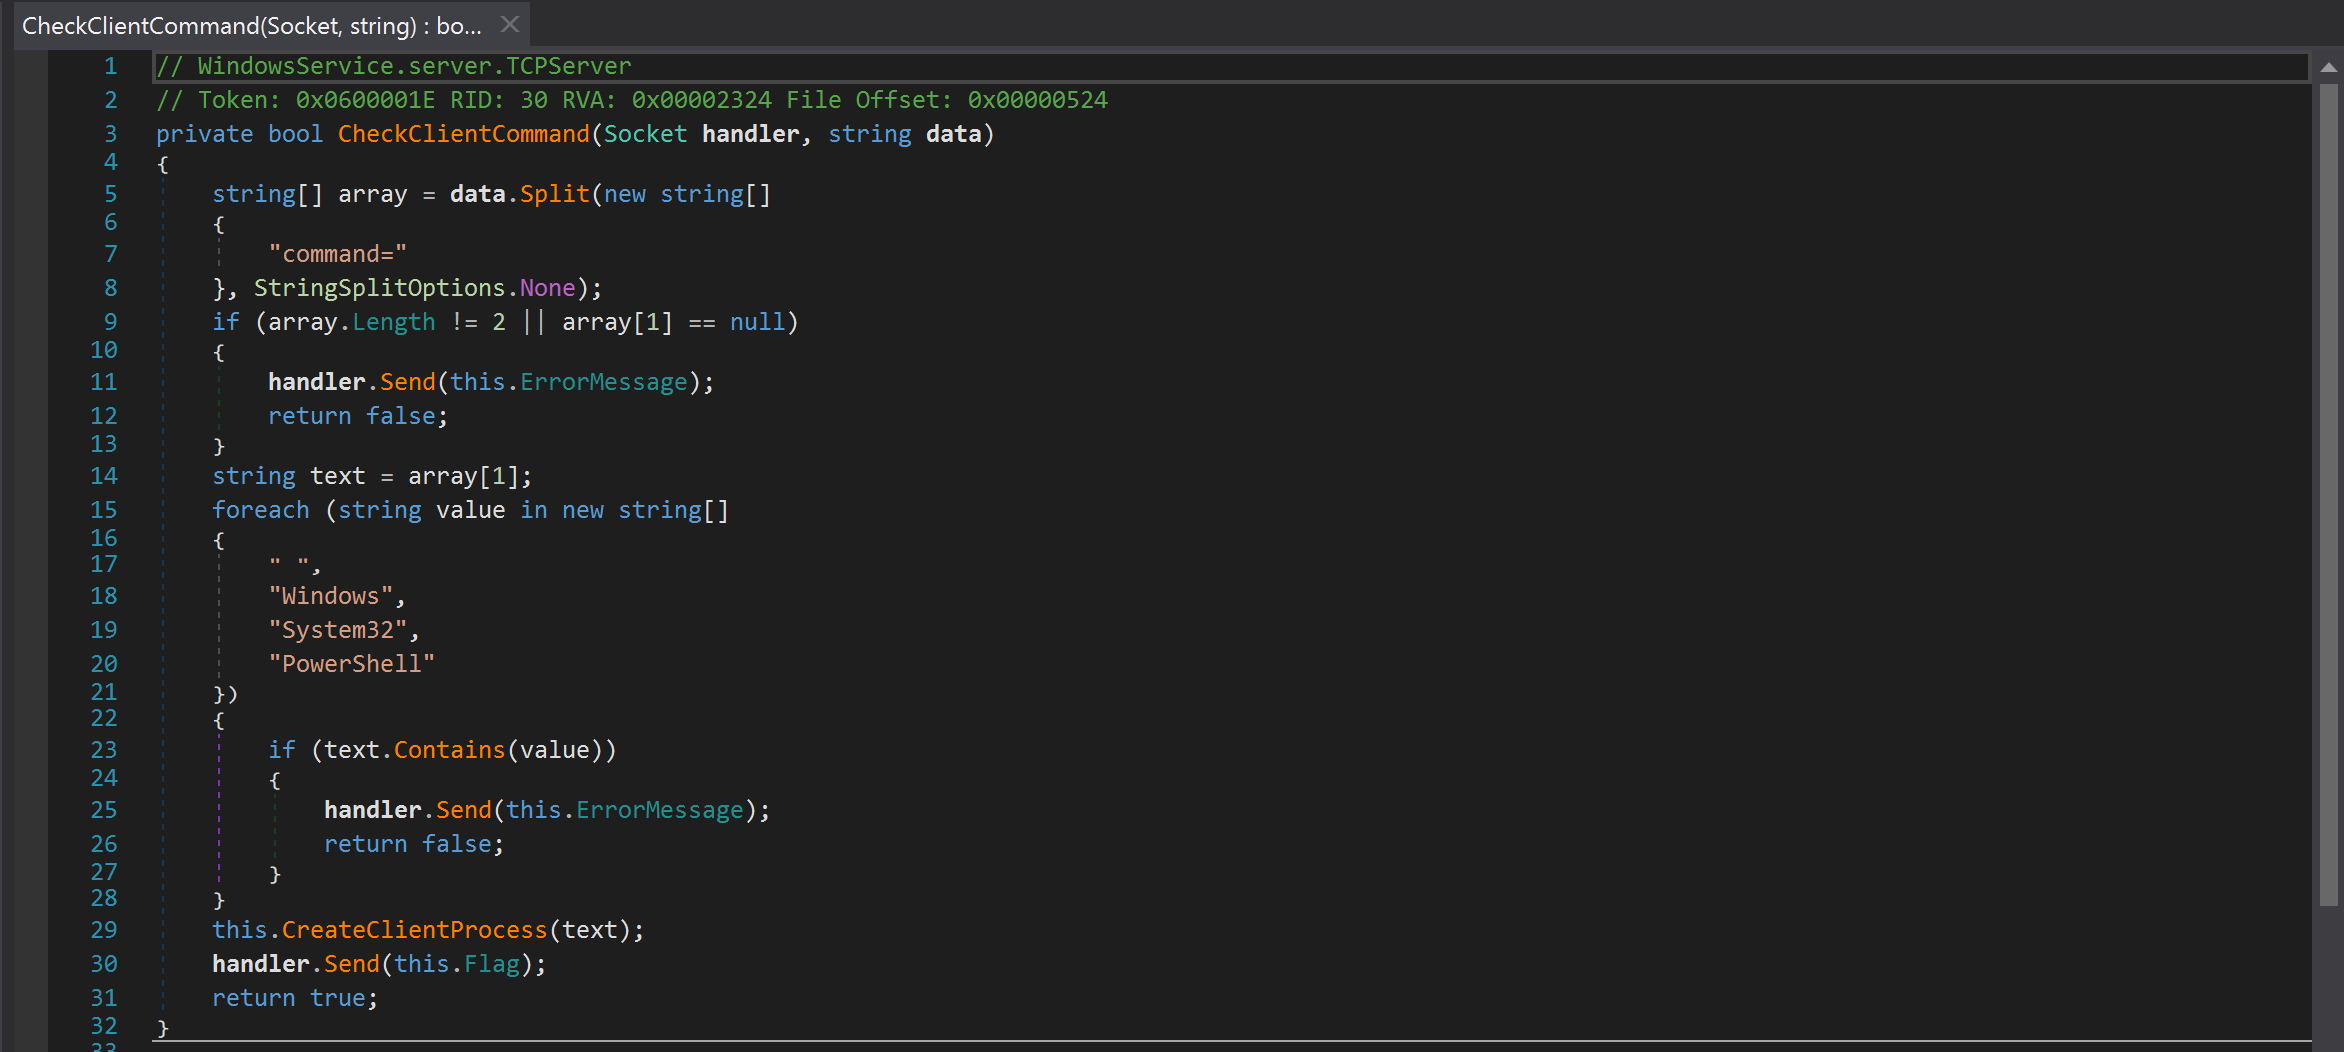 CheckClientCommand(Socket, string) : bo...
1 // WindowsService.server.TCPServer
2 // Token: 0x0600001E RID: 30 RVA: 0x00002324 File Offset: 0x00000524
3 private bool CheckClientCommand(Socket handler, string data)
4 {
5     string[] array = data.Split(new string[]
6     {
7         "command="
8     }, StringSplitOptions.None);
9     if (array.Length != 2 || array[1] == null)
10     {
11         handler.Send(this.ErrorMessage);
12         return false;
13     }
14     string text = array[1];
15     foreach (string value in new string[]
16     {
17         " ",
18         "Windows",
19         "System32",
20         "PowerShell"
21     })
22     {
23         if (text.Contains(value))
24         {
25             handler.Send(this.ErrorMessage);
26             return false;
27         }
28     }
29     this.CreateClientProcess(text);
30     handler.Send(this.Flag);
31     return true;
32 }
33